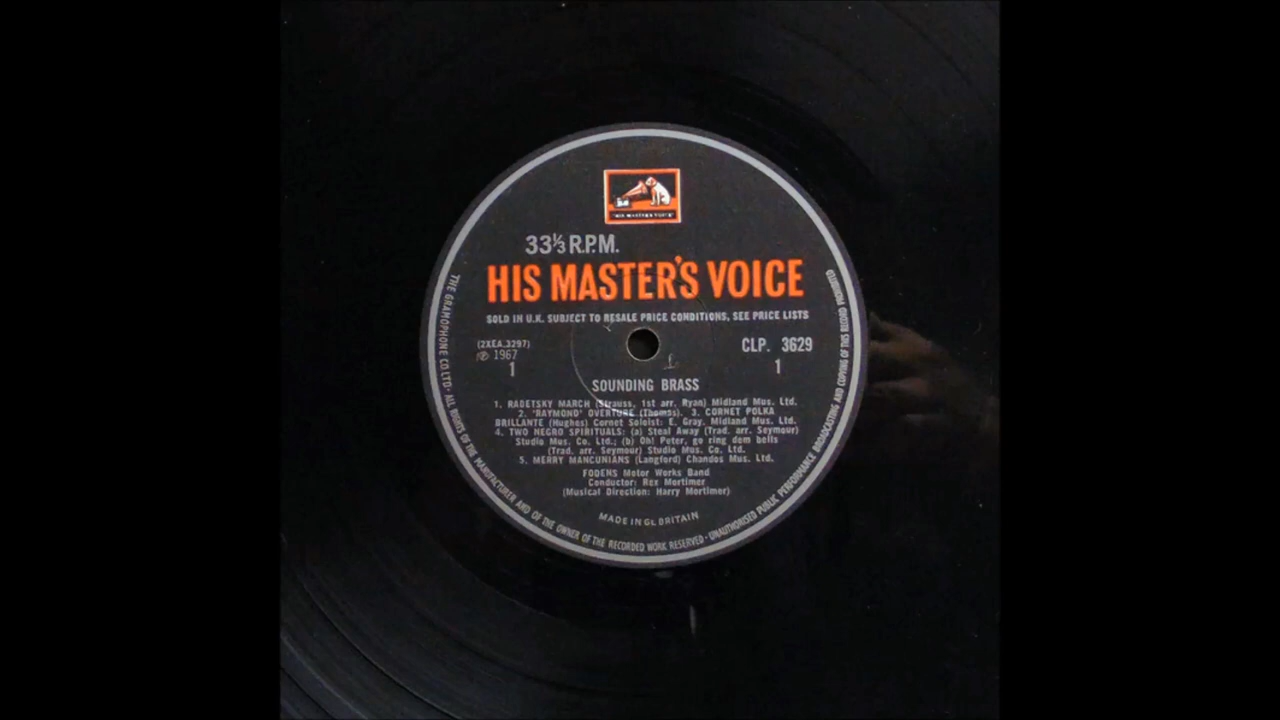 "HIS MASTER'S VOICE"
33⅓ R.P.M.
HIS MASTER'S VOICE
SOLD IN U.K. SUBJECT TO RESALE PRICE CONDITIONS, SEE PRICE LISTS
(2XEA.3297)
℗ 1967
1
CLP. 3629
1
SOUNDING BRASS
1. RADETSKY MARCH (Strauss, 1st arr. Ryan) Midland Mus. Ltd.
2. 'RAYMOND' OVERTURE (Thomas). 3. CORNET POLKA
BRILLANTE (Hughes) Cornet Soloist: E. Gray. Midland Mus. Ltd.
4. TWO NEGRO SPIRITUALS: (a) Steal Away (Trad. arr. Seymour)
Studio Mus. Co. Ltd.; (b) Oh! Peter, go ring dem bells
(Trad. arr. Seymour) Studio Mus. Co. Ltd.
5. MERRY MANCUNIANS (Langford) Chandos Mus. Ltd.
FODENS Motor Works Band
Conductor: Rex Mortimer
(Musical Direction: Harry Mortimer)
MADE IN GT. BRITAIN
THE GRAMOPHONE CO. LTD. · ALL RIGHTS OF THE MANUFACTURER AND OF THE OWNER OF THE RECORDED WORK RESERVED · UNAUTHORISED PUBLIC PERFORMANCE BROADCASTING AND COPYING OF THIS RECORD PROHIBITED